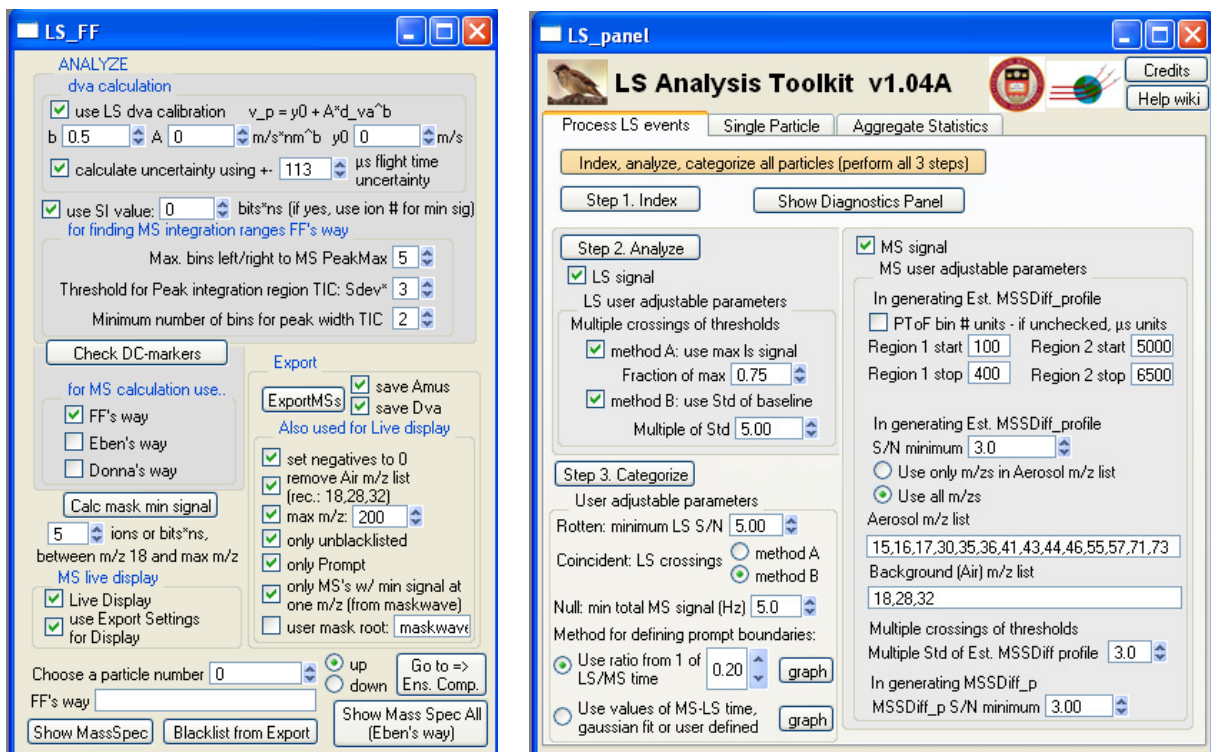 LS_FF
ANALYZE
dva calculation
use LS dva calibration v_p = y0 + A*d_va^b
b 0.5 A 0 m/s*nm^b y0 0 m/s
calculate uncertainty using +- 113 µs flight time
uncertainty
use SI value: 0 bits*ns (if yes, use ion # for min sig)
for finding MS integration ranges FF's way
Max. bins left/right to MS PeakMax 5
Threshold for Peak integration region TIC: Sdev* 3
Minimum number of bins for peak width TIC 2
Check DC-markers
for MS calculation use..
FF's way
Eben's way
Donna's way
Calc mask min signal
5 ions or bits*ns,
between m/z 18 and max m/z
MS live display
Live Display
use Export Settings
for Display
Export
ExportMSs save Amus
save Dva
Also used for Live display
set negatives to 0
remove Air m/z list
(rec.: 18,28,32)
max m/z: 200
only unblacklisted
only Prompt
only MS's w/ min signal at
one m/z (from maskwave)
user mask root: maskwave
Choose a particle number 0 up
down
Go to =>
Ens. Comp.
FF's way
Show MassSpec Blacklist from Export
Show Mass Spec All
(Eben's way)
LS_panel
LS Analysis Toolkit v1.04A
Credits
Help wiki
Process LS events Single Particle Aggregate Statistics
Index, analyze, categorize all particles (perform all 3 steps)
Step 1. Index Show Diagnostics Panel
Step 2. Analyze
LS signal
LS user adjustable parameters
Multiple crossings of thresholds
method A: use max ls signal
Fraction of max 0.75
method B: use Std of baseline
Multiple of Std 5.00
Step 3. Categorize
User adjustable parameters
Rotten: minimum LS S/N 5.00
Coincident: LS crossings method A
method B
Null: min total MS signal (Hz) 5.0
Method for defining prompt boundaries:
Use ratio from 1 of
LS/MS time 0.20 graph
Use values of MS-LS time,
gaussian fit or user defined graph
MS signal
MS user adjustable parameters
In generating Est. MSSDiff_profile
PToF bin # units - if unchecked, µs units
Region 1 start 100 Region 2 start 5000
Region 1 stop 400 Region 2 stop 6500
In generating Est. MSSDiff_profile
S/N minimum 3.0
Use only m/zs in Aerosol m/z list
Use all m/zs
Aerosol m/z list
15,16,17,30,35,36,41,43,44,46,55,57,71,73
Background (Air) m/z list
18,28,32
Multiple crossings of thresholds
Multiple Std of Est. MSSDiff profile 3.0
In generating MSSDiff_p
MSSDiff_p S/N minimum 3.00